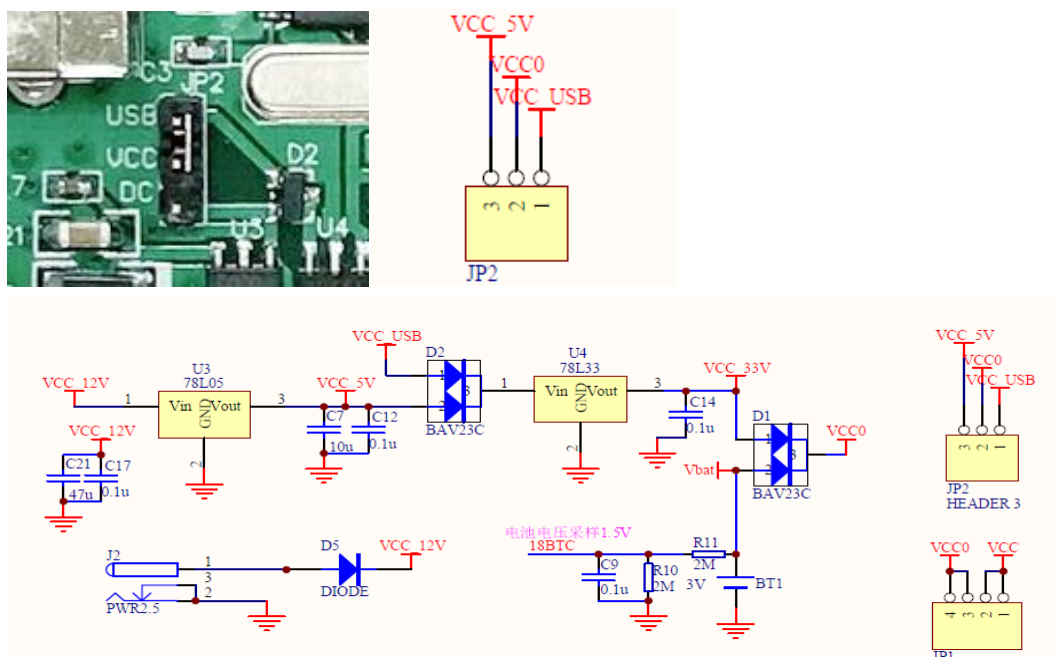 C3
JP2
USB
VCC
DC
D2
7
21
U3
U4
VCC_5V
VCC0
VCC_USB
3
2
1
JP2
VCC_12V
1
U3
78L05
Vin
Vout
GND
2
3
VCC_5V
C7
10u
C12
0.1u
VCC_USB
D2
1
2
3
BAV23C
1
U4
78L33
Vin
Vout
GND
2
3
C14
0.1u
VCC_33V
D1
1
2
3
BAV23C
VCC0
Vbat
VCC_12V
C21
47u
C17
0.1u
J2
PWR2.5
1
3
2
D5
DIODE
VCC_12V
电池电压采样1.5V
18BTC
C9
0.1u
R10
2M
R11
2M
3V
BT1
VCC_5V
VCC0
VCC_USB
3
2
1
JP2
HEADER 3
VCC0
VCC
4
3
2
1
JP1